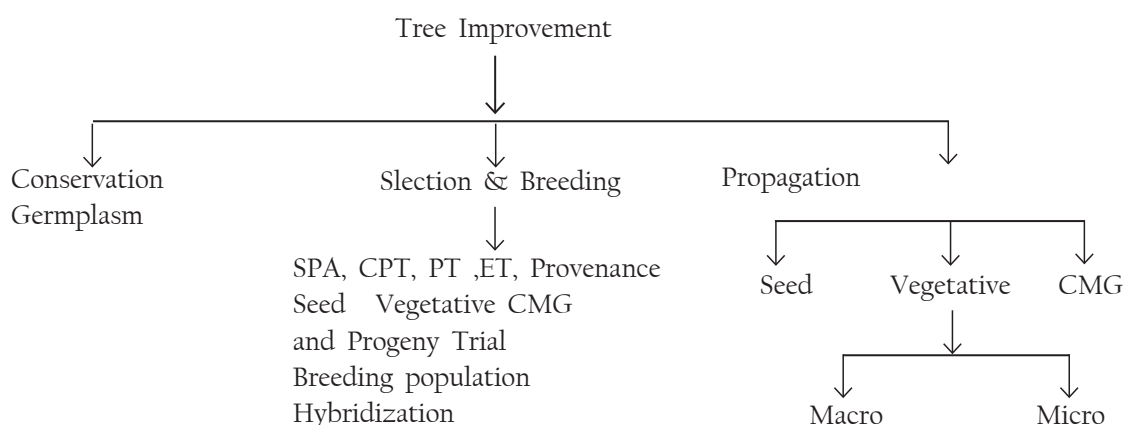 Tree Improvement
Conservation
Germplasm
Slection & Breeding
Propagation
SPA, CPT, PT ,ET, Provenance
Seed Vegetative CMG
and Progeny Trial
Breeding population
Hybridization
Seed
Vegetative
CMG
Macro
Micro